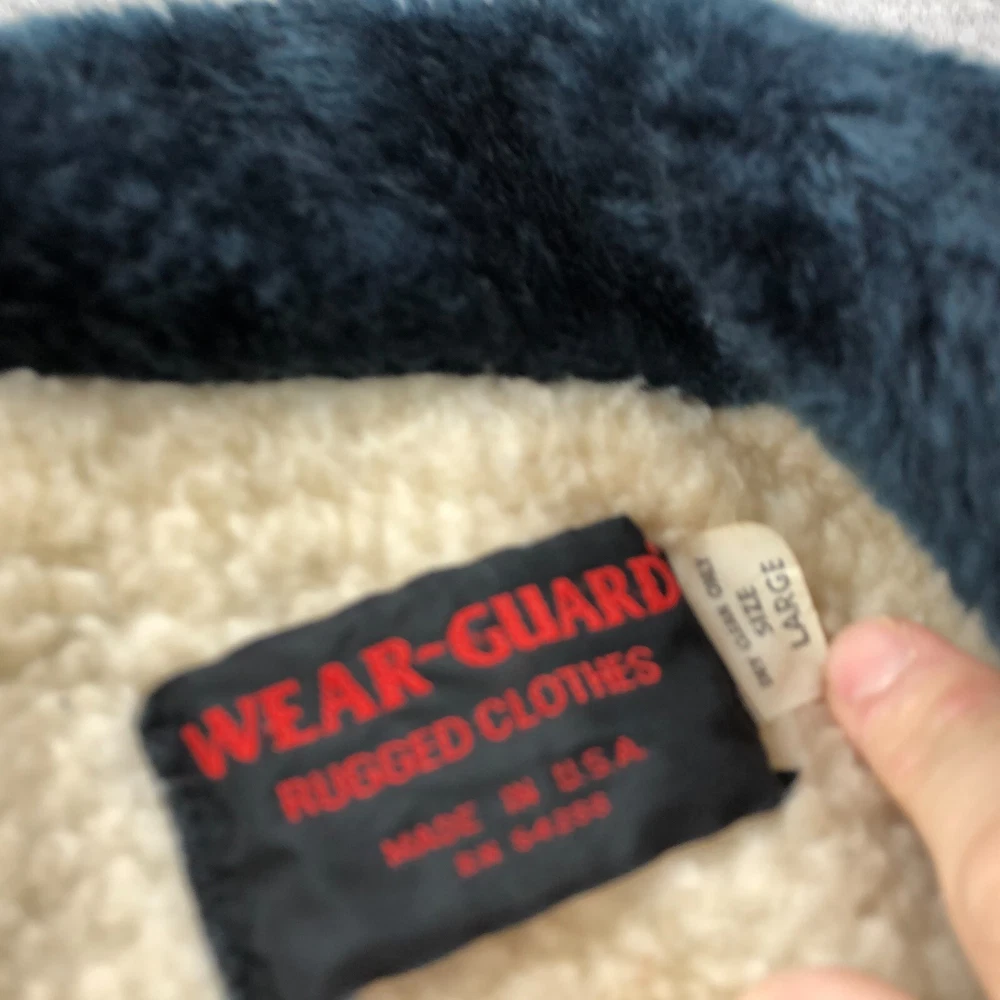 WEAR-GUARD
RUGGED CLOTHES
MADE IN U.S.A.
RN
DRY CLEAN ONLY
SIZE
LARGE